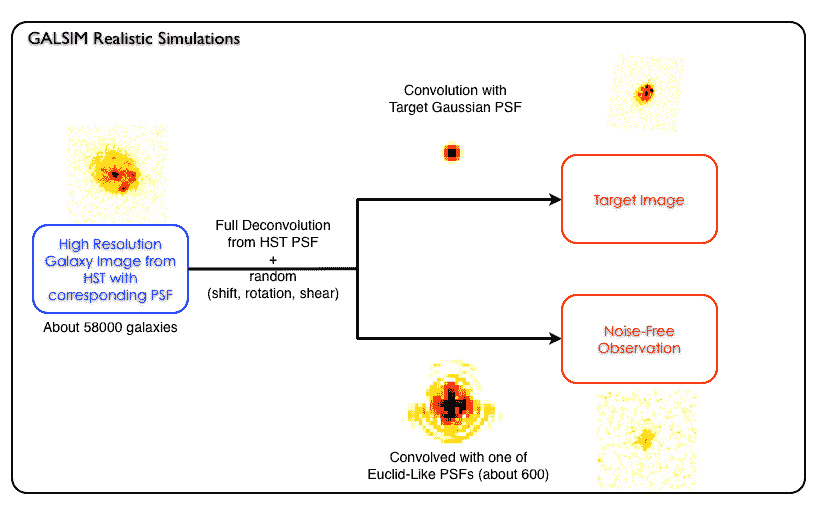 GALSIM Realistic Simulations
Convolution with
Target Gaussian PSF
Target Image
High Resolution
Galaxy Image from
HST with
corresponding PSF
About 58000 galaxies
Full Deconvolution
from HST PSF
+
random
(shift, rotation, shear)
Noise-Free
Observation
Convolved with one of
Euclid-Like PSFs (about 600)